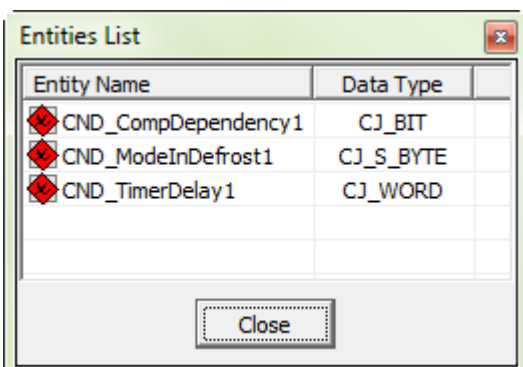 Entities List
Entity Name Data Type
CND_CompDependency1 CJ_BIT
CND_ModeInDefrost1 CJ_S_BYTE
CND_TimerDelay1 CJ_WORD
Close